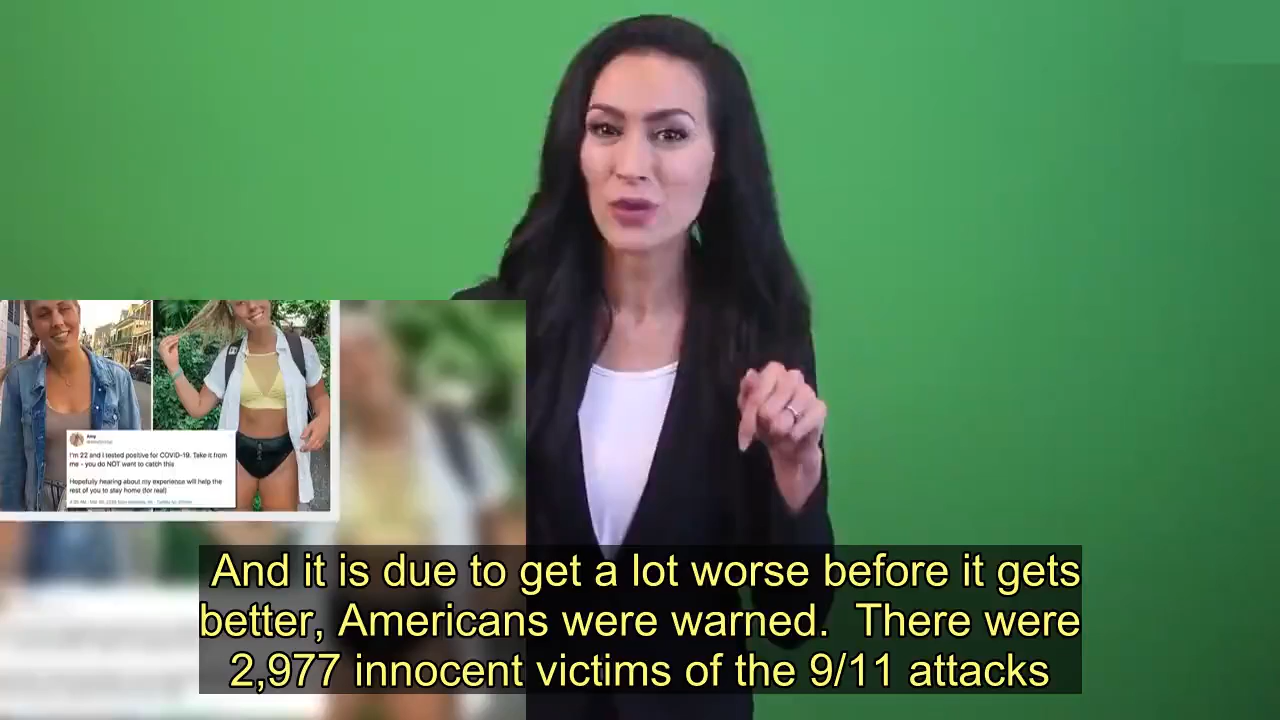 Amy
I'm 22 and I tested positive for COVID-19. Take it from
me - you do NOT want to catch this
Hopefully hearing about my experience will help the
rest of you to stay home (for real)
And it is due to get a lot worse before it gets
better, Americans were warned.  There were
2,977 innocent victims of the 9/11 attacks